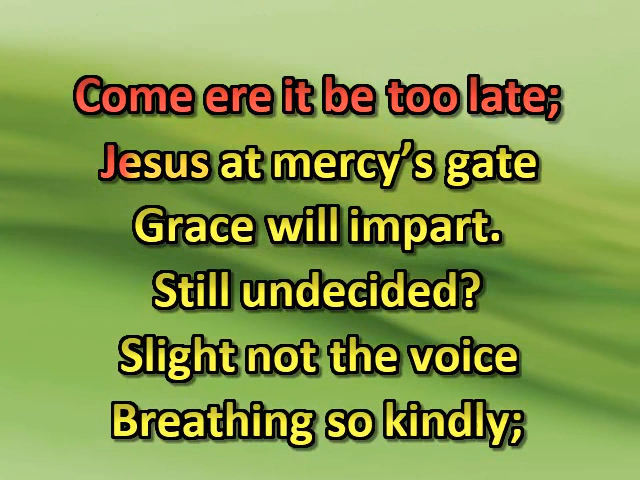 Come ere it be too late;
Jesus at mercy’s gate
Grace will impart.
Still undecided?
Slight not the voice
Breathing so kindly;